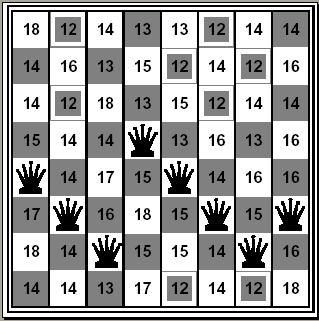 18 12 14 13 13 12 14 14
14 16 13 15 12 14 12 16
14 12 18 13 15 12 14 14
15 14 14 13 16 13 16
14 17 15 14 16 16
17 16 18 15 15
18 14 15 15 14 16
14 14 13 17 12 14 12 18